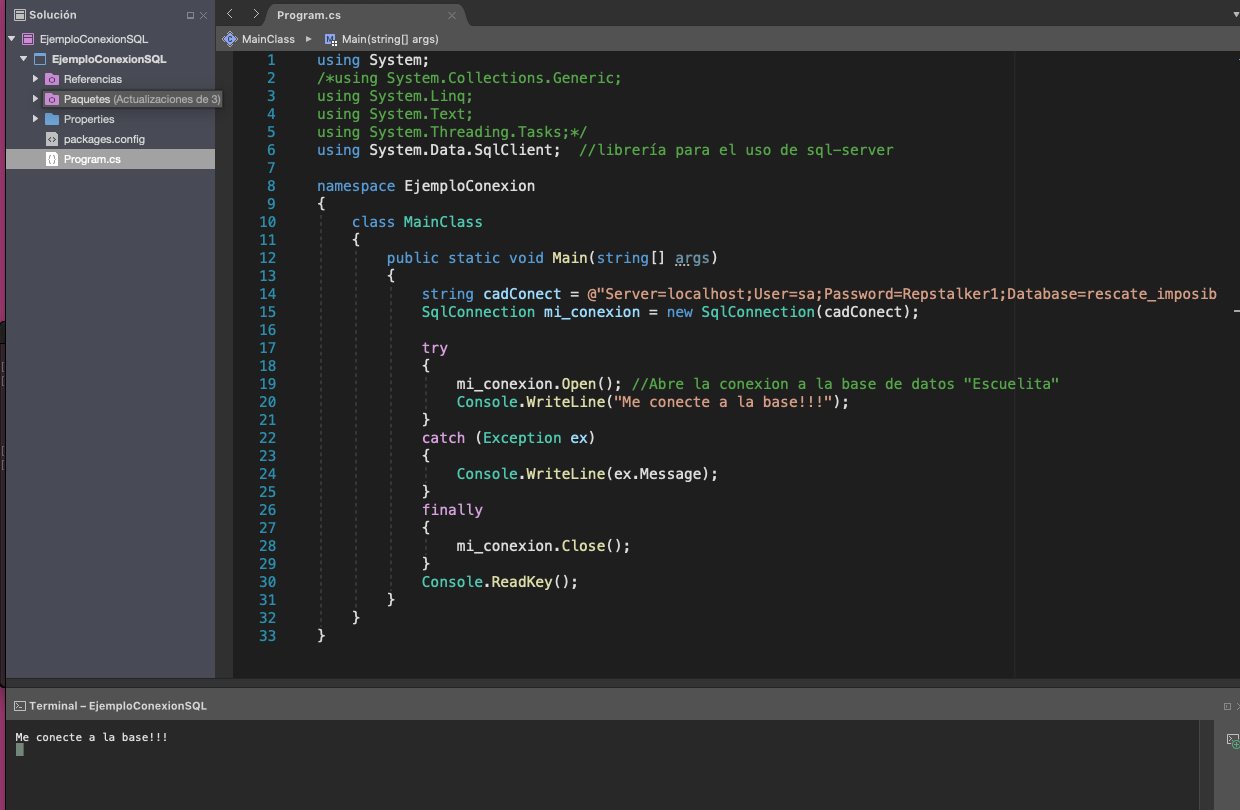 Solución
EjemploConexionSQL
EjemploConexionSQL
Referencias
Paquetes (Actualizaciones de 3)
Properties
packages.config
Program.cs
Program.cs
MainClass
Main(string[] args)
1 using System;
2 /*using System.Collections.Generic;
3 using System.Linq;
4 using System.Text;
5 using System.Threading.Tasks;*/
6 using System.Data.SqlClient;  //librería para el uso de sql-server
7
8 namespace EjemploConexion
9 {
10     class MainClass
11     {
12         public static void Main(string[] args)
13         {
14             string cadConect = @"Server=localhost;User=sa;Password=Repstalker1;Database=rescate_imposib
15             SqlConnection mi_conexion = new SqlConnection(cadConect);
16
17             try
18             {
19                 mi_conexion.Open(); //Abre la conexion a la base de datos "Escuelita"
20                 Console.WriteLine("Me conecte a la base!!!");
21             }
22             catch (Exception ex)
23             {
24                 Console.WriteLine(ex.Message);
25             }
26             finally
27             {
28                 mi_conexion.Close();
29             }
30             Console.ReadKey();
31         }
32     }
33 }
Terminal – EjemploConexionSQL
Me conecte a la base!!!